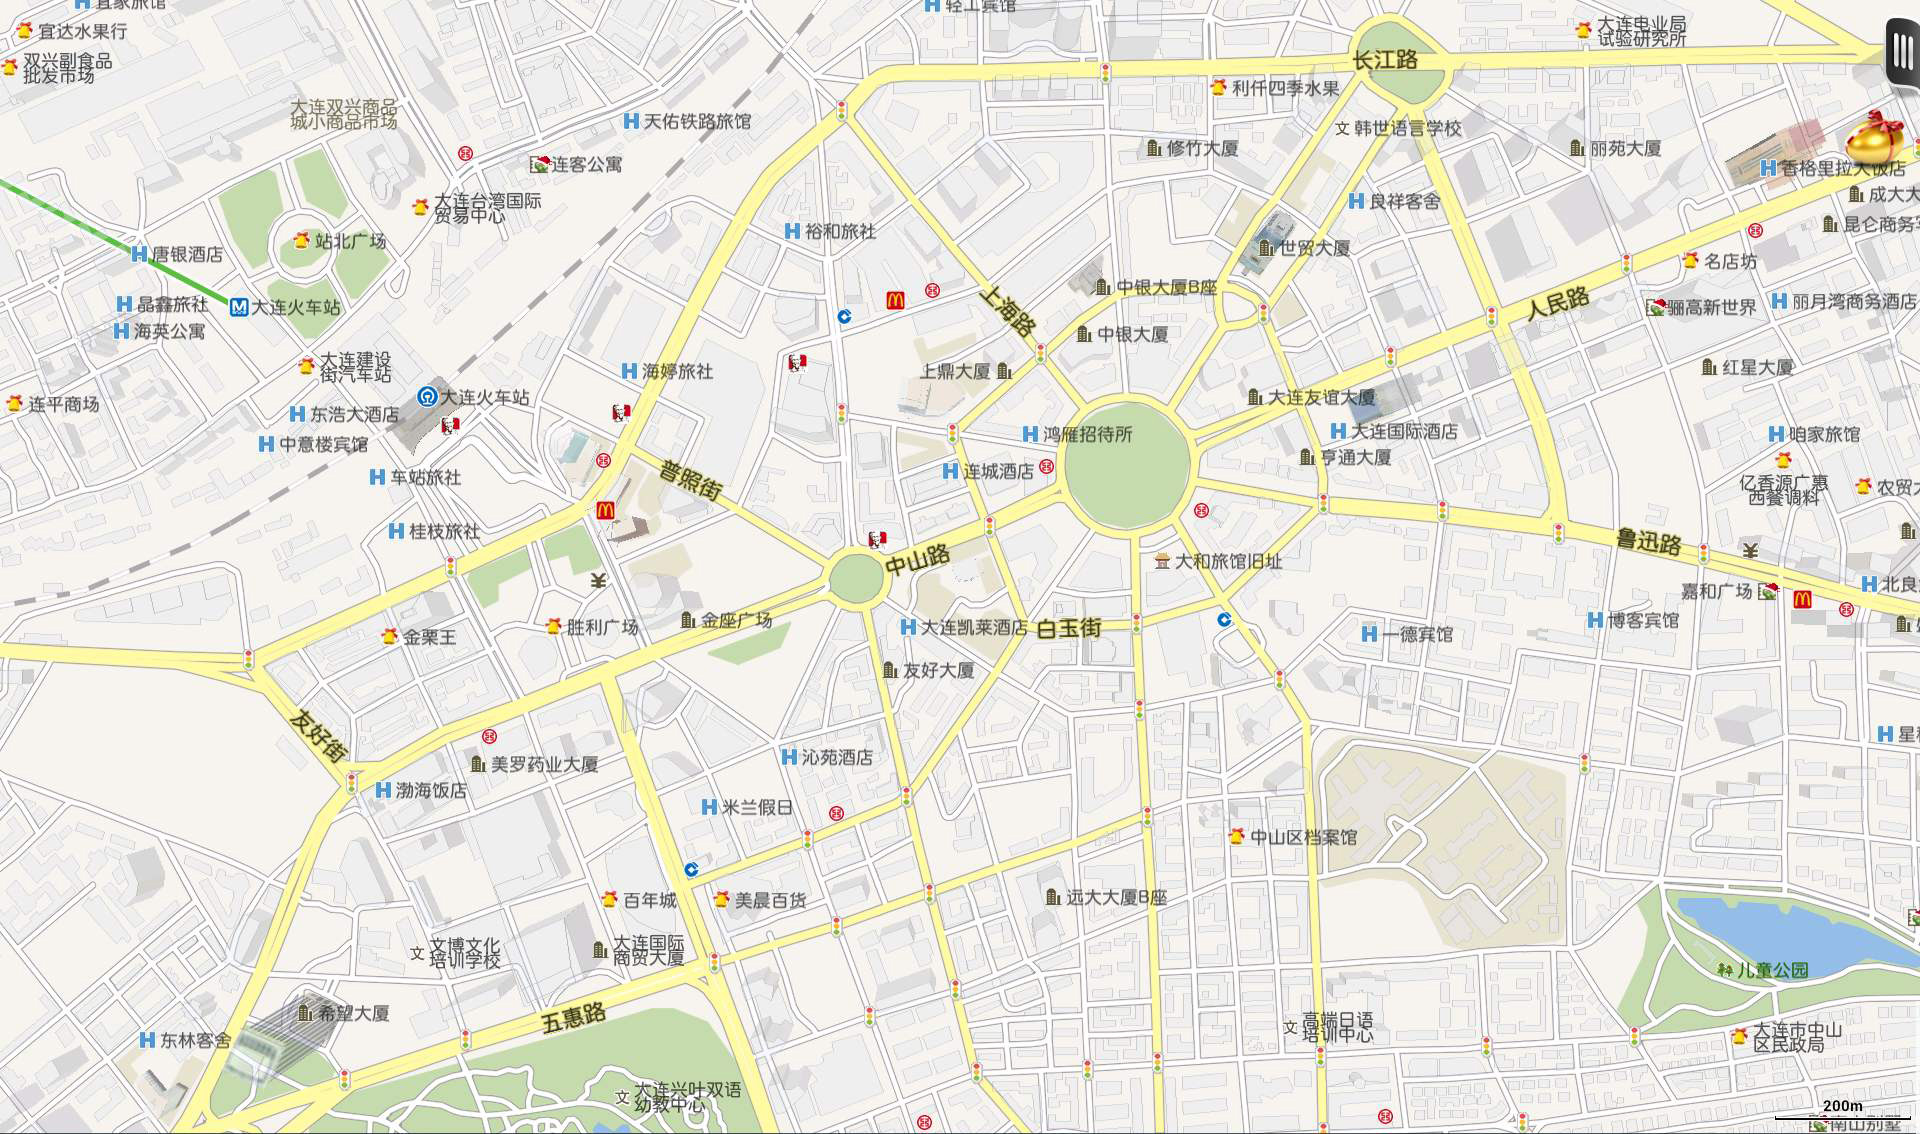 宜家旅馆
轻工宾馆
宜达水果行
大连电业局
试验研究所
双兴副食品
批发市场
长江路
利仟四季水果
大连双兴商品
城小商品市场
天佑铁路旅馆
韩世语言学校
修竹大厦
丽苑大厦
连客公寓
香格里拉大饭店
大连台湾国际
贸易中心
良祥客舍
成大大
裕和旅社
昆仑商务写
站北广场
唐银酒店
世贸大厦
名店坊
中银大厦B座
晶鑫旅社
大连火车站
上海路
人民路
骊高新世界
丽月湾商务酒店
海英公寓
中银大厦
大连建设
街汽车站
海婷旅社
上鼎大厦
红星大厦
大连火车站
大连友谊大厦
连平商场
东浩大酒店
鸿雁招待所
大连国际酒店
咱家旅馆
中意楼宾馆
亨通大厦
车站旅社
普照街
连城酒店
亿香源广惠
西餐调料
农贸大
桂枝旅社
鲁迅路
中山路
大和旅馆旧址
嘉和广场
北良
金座广场
胜利广场
大连凯莱酒店
白玉街
博客宾馆
金栗王
一德宾馆
友好大厦
友好街
沁苑酒店
美罗药业大厦
渤海饭店
米兰假日
中山区档案馆
百年城
美晨百货
远大大厦B座
文博文化
培训学校
大连国际
商贸大厦
儿童公园
希望大厦
五惠路
东林客舍
高端日语
培训中心
大连市中山
区民政局
大连兴叶双语
幼教中心
200m
南山别墅